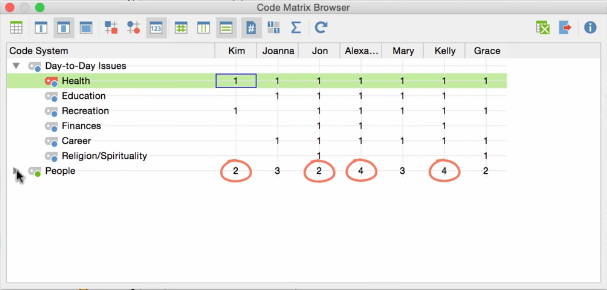 Code Matrix Browser
123
#
Σ
Code System Kim Joanna Jon Alexa... Mary Kelly Grace
Day-to-Day Issues
Health 1 1 1 1 1 1 1
Education 1 1 1 1 1
Recreation 1 1 1 1 1 1
Finances 1 1 1
Career 1 1 1 1 1 1
Religion/Spirituality 1 1
People 2 3 2 4 3 4 2